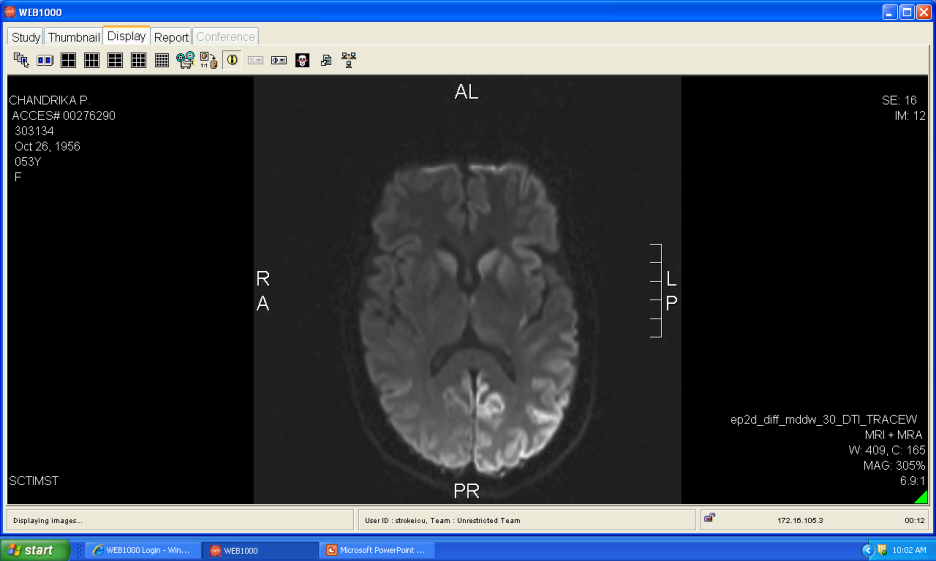 WEB1000
Study Thumbnail Display Report Conference
AL
CHANDRIKA P.
ACCES# 00276290
303134
Oct 26, 1956
053Y
F
SE: 16
IM: 12
R
A
L
P
ep2d_diff_mddw_30_DTI_TRACEW
MRI + MRA
W: 409, C: 165
MAG: 305%
6.9:1
SCTIMST
PR
Displaying images...
User ID : strokeicu, Team : Unrestricted Team
172.16.105.3
00:12
start
WEB1000 Login - Win...
WEB1000
Microsoft PowerPoint ...
10:02 AM